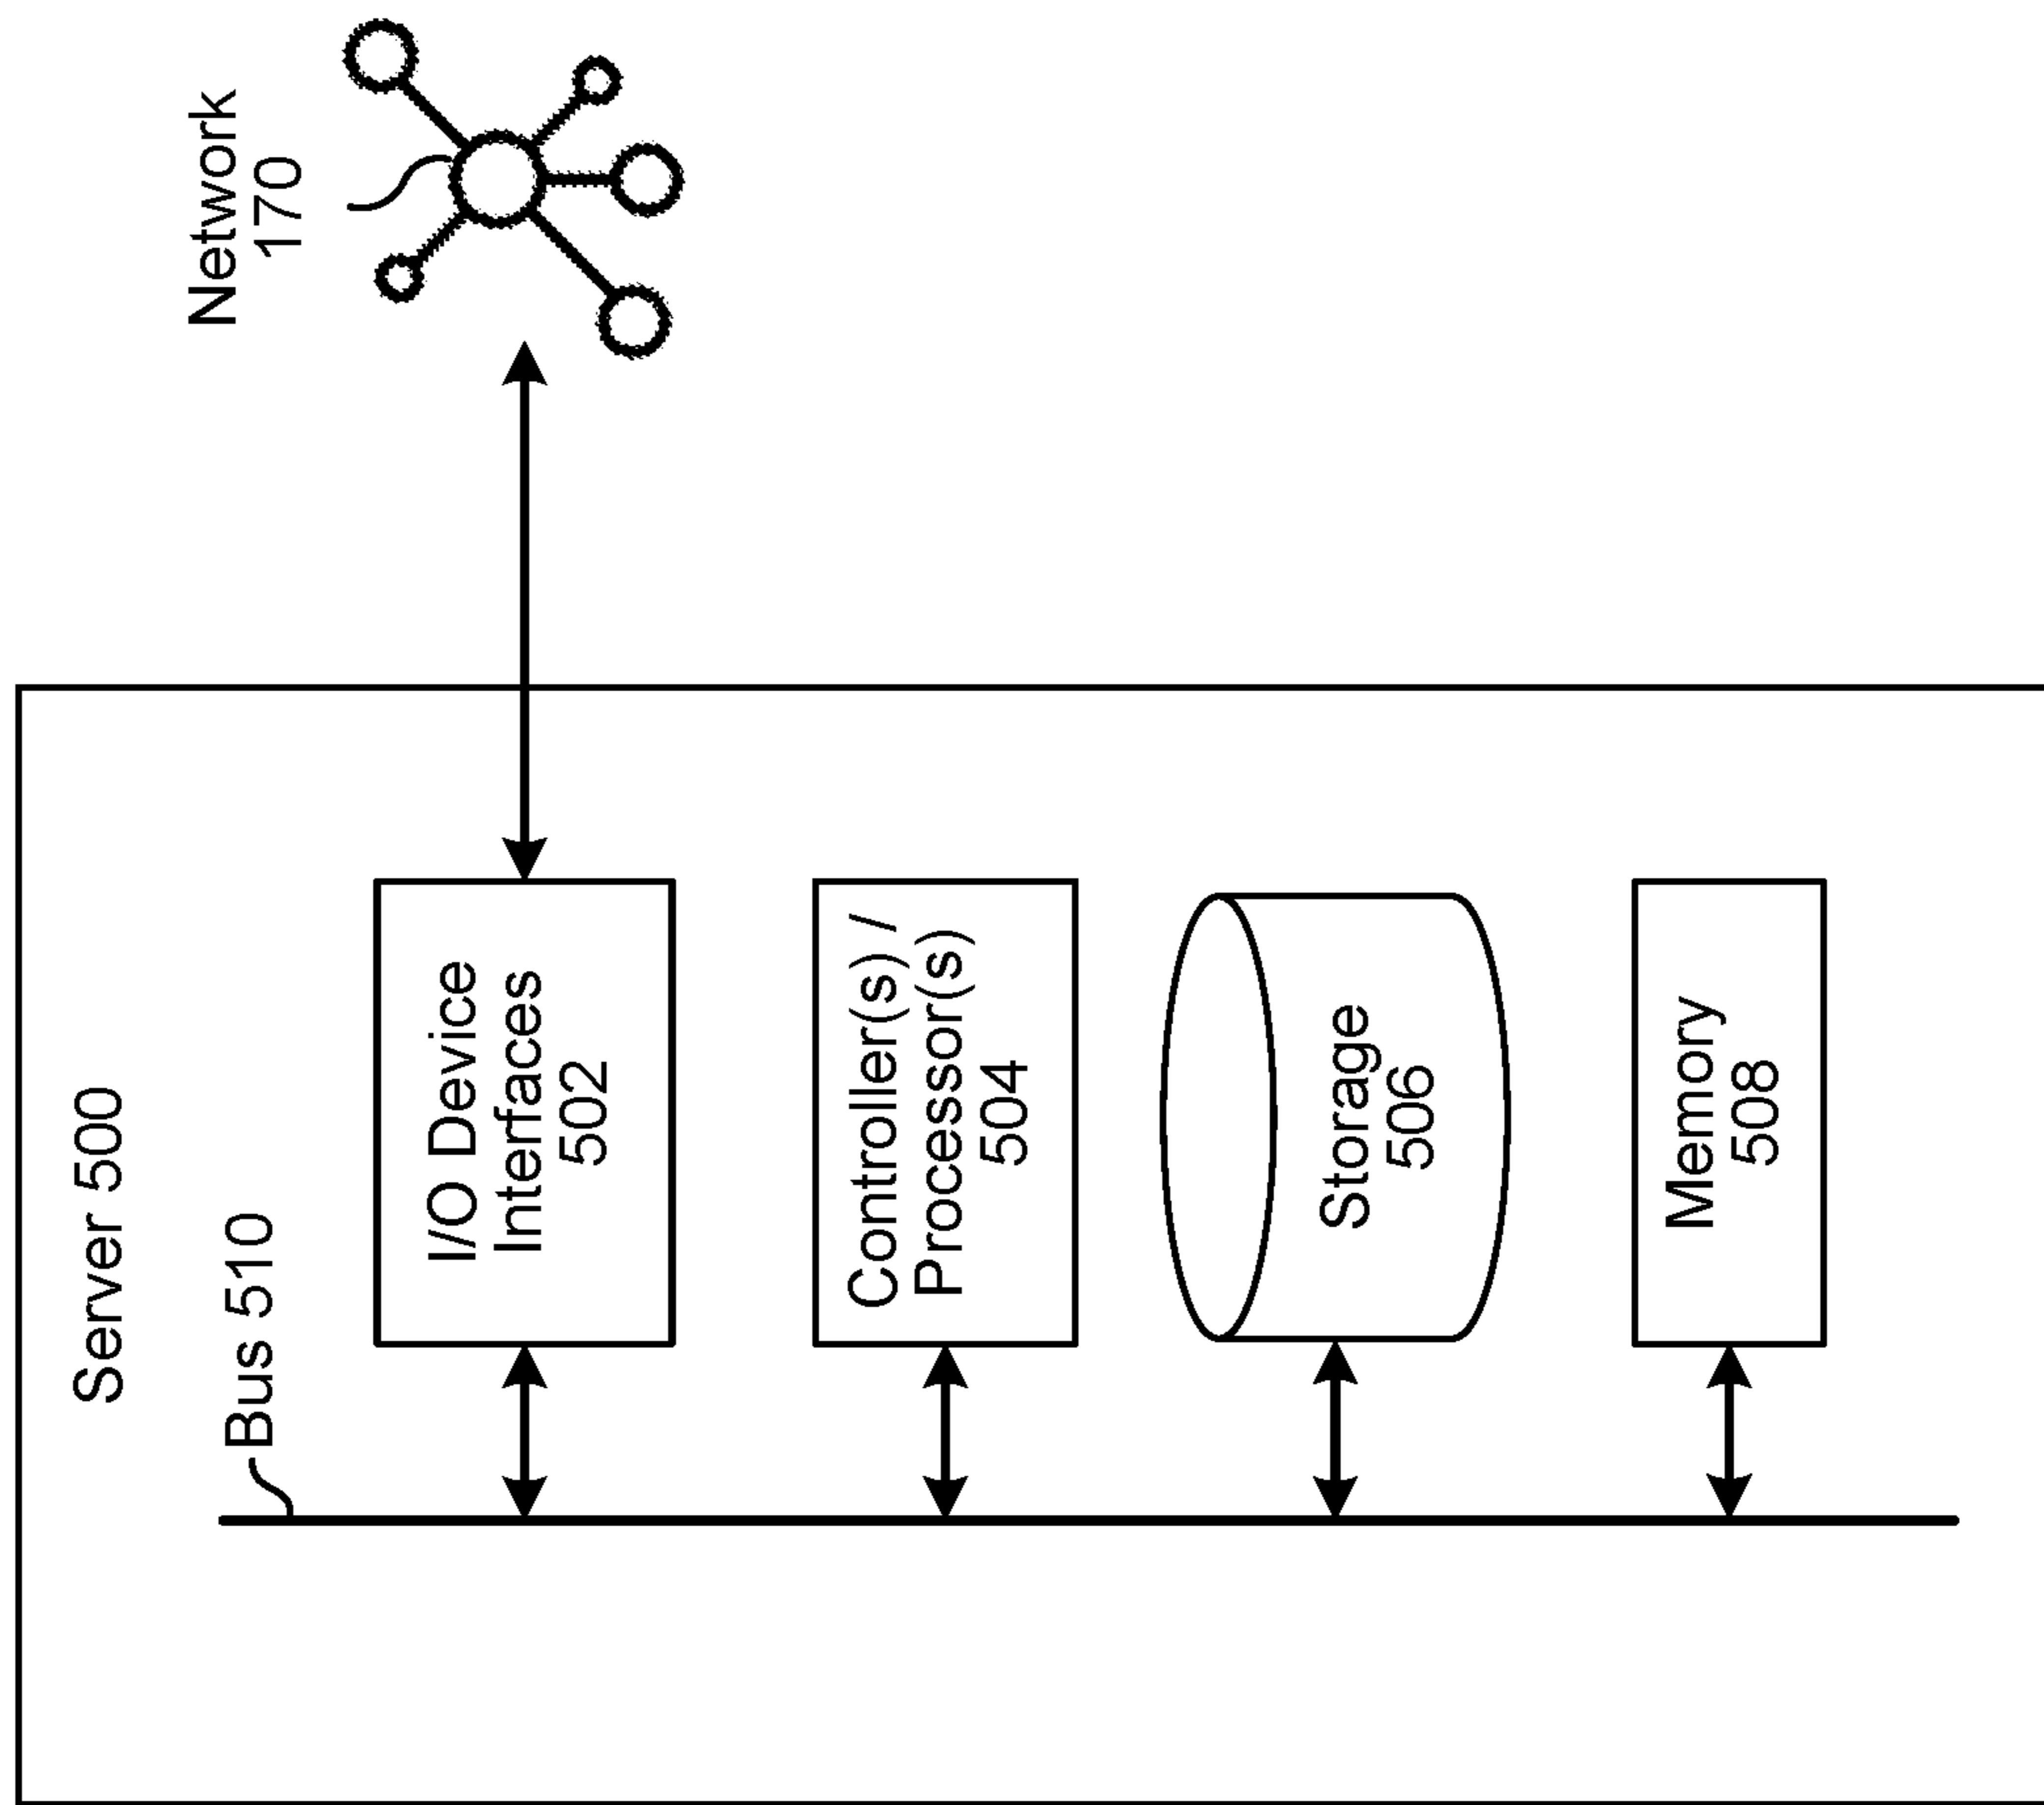 Server 500
Bus 510
I/O Device
Interfaces
502
Controller(s) /
Processor(s)
504
Storage
506
Memory
508
Network
170